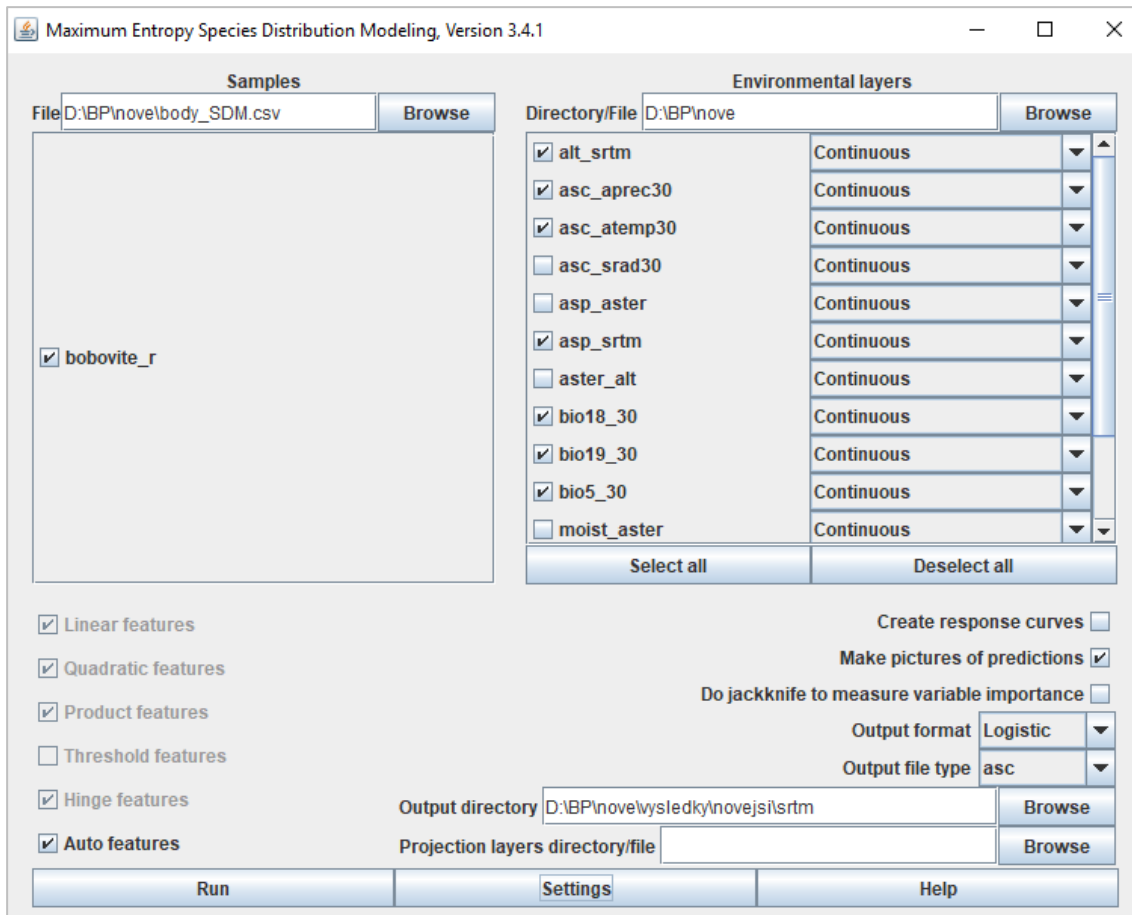 Maximum Entropy Species Distribution Modeling, Version 3.4.1
Samples
File D:\BP\nove\body_SDM.csv Browse
bobovite_r
Environmental layers
Directory/File D:\BP\nove Browse
alt_srtm Continuous
asc_aprec30 Continuous
asc_atemp30 Continuous
asc_srad30 Continuous
asp_aster Continuous
asp_srtm Continuous
aster_alt Continuous
bio18_30 Continuous
bio19_30 Continuous
bio5_30 Continuous
moist_aster Continuous
Select all Deselect all
Linear features
Quadratic features
Product features
Threshold features
Hinge features
Auto features
Create response curves
Make pictures of predictions
Do jackknife to measure variable importance
Output format Logistic
Output file type asc
Output directory D:\BP\nove\vysledky\novejsi\srtm Browse
Projection layers directory/file Browse
Run Settings Help